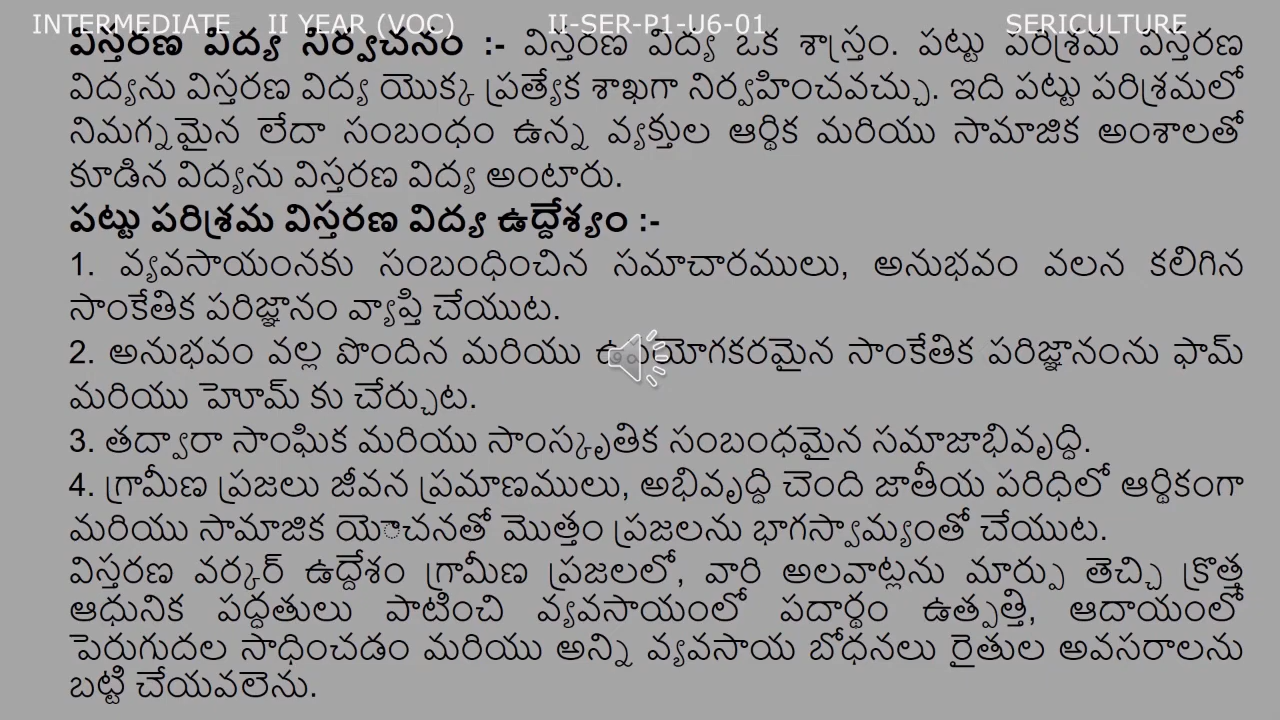 INTERMEDIATE II YEAR (VOC) II-SER-P1-U6-01 SERICULTURE
విస్తరణ విద్య నిర్వచనం :- విస్తరణ విద్య ఒక శాస్త్రం. పట్టు పరిశ్రమ విస్తరణ
విద్యను విస్తరణ విద్య యొక్క ప్రత్యేక శాఖగా నిర్వహించవచ్చు. ఇది పట్టు పరిశ్రమలో
నిమగ్నమైన లేదా సంబంధం ఉన్న వ్యక్తుల ఆర్థిక మరియు సామాజిక అంశాలతో
కూడిన విద్యను విస్తరణ విద్య అంటారు.
పట్టు పరిశ్రమ విస్తరణ విద్య ఉద్దేశ్యం :-
1. వ్యవసాయంనకు సంబంధించిన సమాచారములు, అనుభవం వలన కలిగిన
సాంకేతిక పరిజ్ఞానం వ్యాప్తి చేయుట.
2. అనుభవం వల్ల పొందిన మరియు ఉపయోగకరమైన సాంకేతిక పరిజ్ఞానంను ఫామ్
మరియు హెూమ్ కు చేర్చుట.
3. తద్వారా సాంఘిక మరియు సాంస్కృతిక సంబంధమైన సమాజాభివృద్ధి.
4. గ్రామీణ ప్రజలు జీవన ప్రమాణములు, అభివృద్ధి చెంది జాతీయ పరిధిలో ఆర్థికంగా
మరియు సామాజిక యొాచనతో మొత్తం ప్రజలను భాగస్వామ్యంతో చేయుట.
విస్తరణ వర్కర్ ఉద్దేశం గ్రామీణ ప్రజలలో, వారి అలవాట్లను మార్పు తెచ్చి క్రొత్త
ఆధునిక పద్ధతులు పాటించి వ్యవసాయంలో పదార్థం ఉత్పత్తి, ఆదాయంలో
పెరుగుదల సాధించడం మరియు అన్ని వ్యవసాయ బోధనలు రైతుల అవసరాలను
బట్టి చేయవలెను.